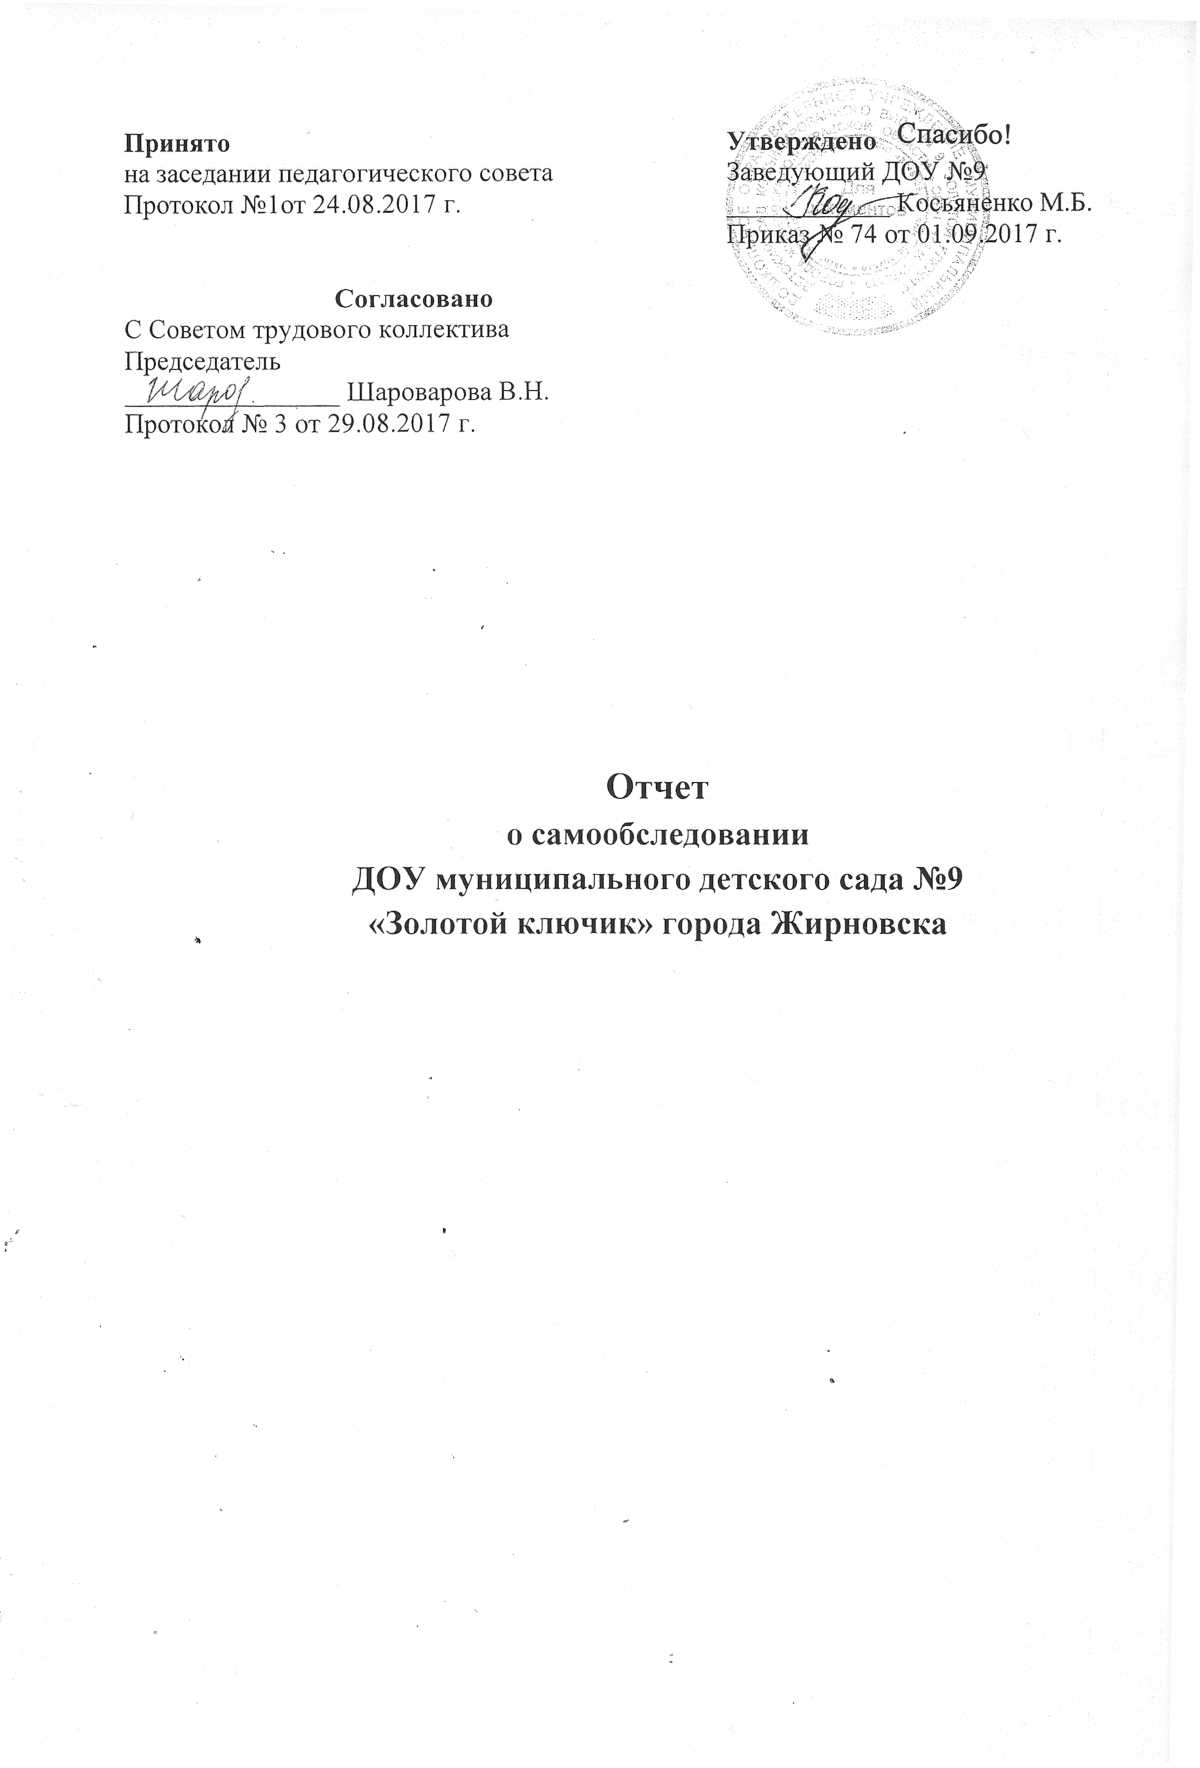 Принято
на заседании педагогического совета
Протокол №1от 24.08.2017 г.
Утверждено Спасибо!
Заведующий ДОУ №9
Косьяненко М.Б.
Приказ № 74 от 01.09.2017 г.
Согласовано
С Советом трудового коллектива
Председатель
Шароварова В.Н.
Протокол № 3 от 29.08.2017 г.
Отчет
о самообследовании
ДОУ муниципального детского сада №9
«Золотой ключик» города Жирновска